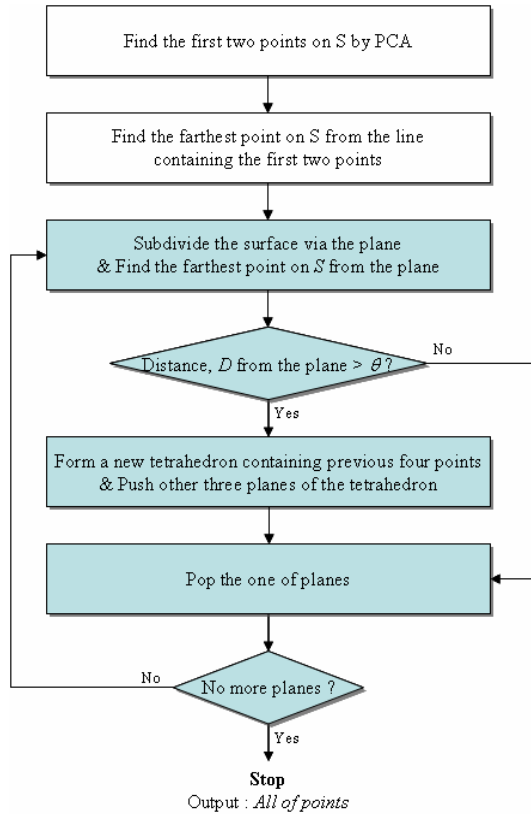 Find the first two points on S by PCA
Find the farthest point on S from the line
containing the first two points
Subdivide the surface via the plane
& Find the farthest point on S from the plane
Distance, D from the plane > θ ?
No
Yes
Form a new tetrahedron containing previous four points
& Push other three planes of the tetrahedron
Pop the one of planes
No
No more planes ?
Yes
Stop
Output : All of points